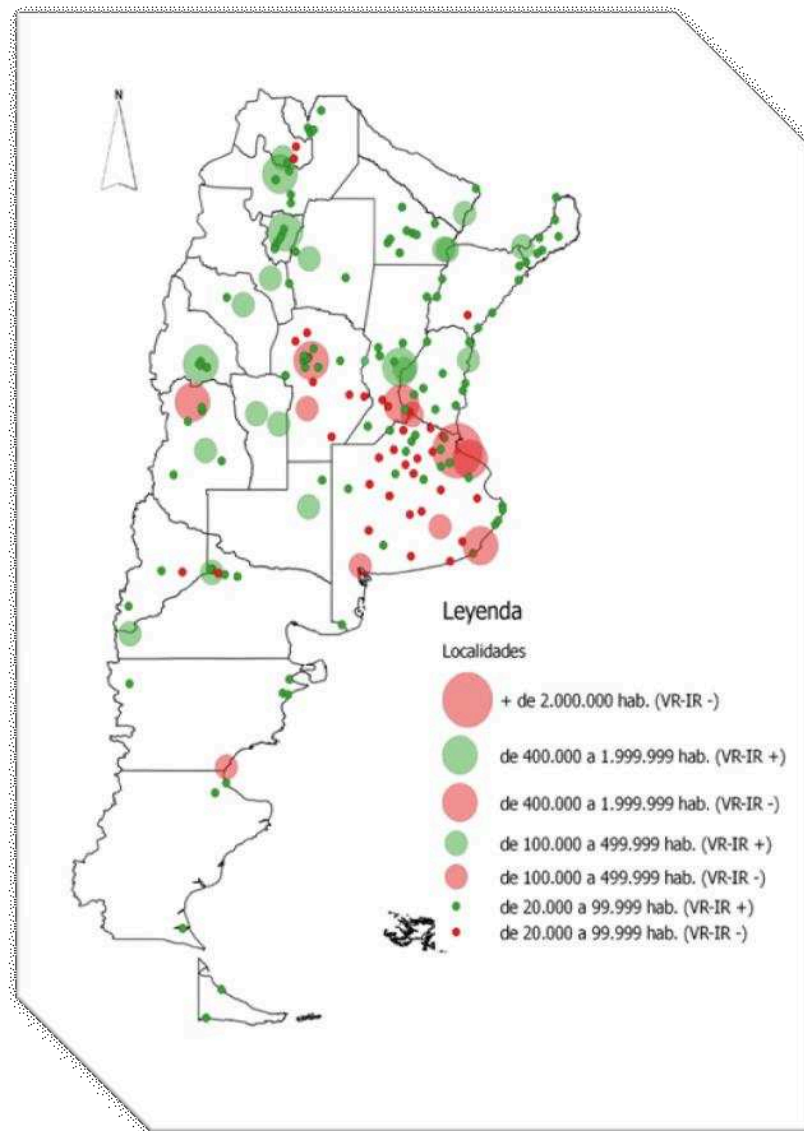 N
Leyenda
Localidades
+ de 2.000.000 hab. (VR-IR -)
de 400.000 a 1.999.999 hab. (VR-IR +)
de 400.000 a 1.999.999 hab. (VR-IR -)
de 100.000 a 499.999 hab. (VR-IR +)
de 100.000 a 499.999 hab. (VR-IR -)
de 20.000 a 99.999 hab. (VR-IR +)
de 20.000 a 99.999 hab. (VR-IR -)